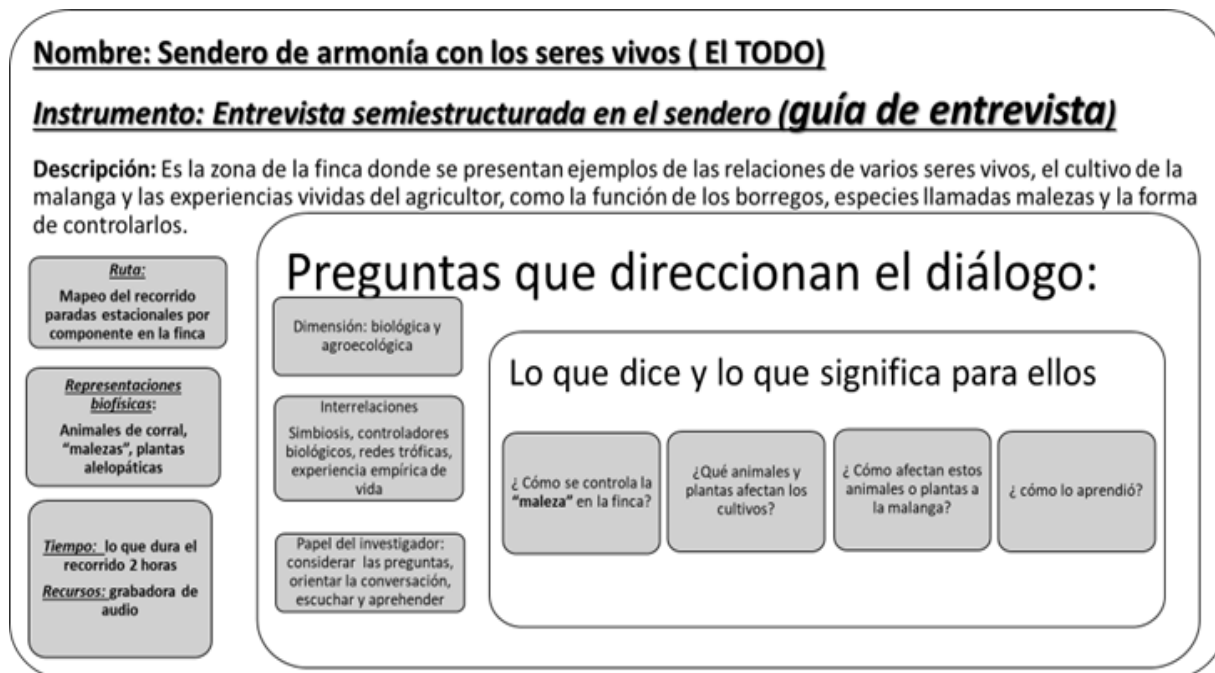 Nombre: Sendero de armonía con los seres vivos ( El TODO)
Instrumento: Entrevista semiestructurada en el sendero (guía de entrevista)
Descripción: Es la zona de la finca donde se presentan ejemplos de las relaciones de varios seres vivos, el cultivo de la
malanga y las experiencias vividas del agricultor, como la función de los borregos, especies llamadas malezas y la forma
de controlarlos.
Ruta:
Mapeo del recorrido
paradas estacionales por
componente en la finca
Representaciones
biofísicas:
Animales de corral,
“malezas”, plantas
alelopáticas
Tiempo: lo que dura el
recorrido 2 horas
Recursos: grabadora de
audio
Preguntas que direccionan el diálogo:
Dimensión: biológica y
agroecológica
Interrelaciones
Simbiosis, controladores
biológicos, redes tróficas,
experiencia empírica de
vida
Papel del investigador:
considerar las preguntas,
orientar la conversación,
escuchar y aprehender
Lo que dice y lo que significa para ellos
¿ Cómo se controla la
“maleza” en la finca?
¿Qué animales y
plantas afectan los
cultivos?
¿ Cómo afectan estos
animales o plantas a
la malanga?
¿ cómo lo aprendió?